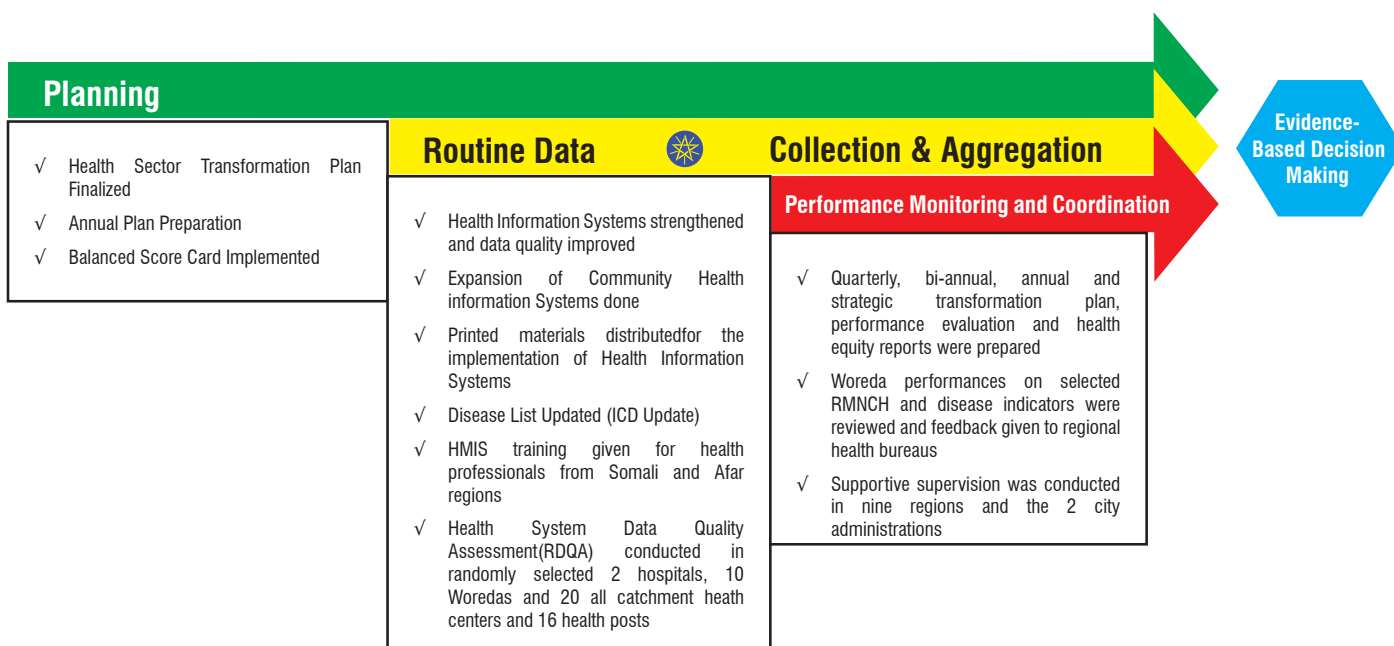 Planning
√ Health Sector Transformation Plan
Finalized
√ Annual Plan Preparation
√ Balanced Score Card Implemented
Routine Data
Collection & Aggregation
√ Health Information Systems strengthened
and data quality improved
√ Expansion of Community Health
information Systems done
√ Printed materials distributedfor the
implementation of Health Information
Systems
√ Disease List Updated (ICD Update)
√ HMIS training given for health
professionals from Somali and Afar
regions
√ Health System Data Quality
Assessment(RDQA) conducted in
randomly selected 2 hospitals, 10
Woredas and 20 all catchment heath
centers and 16 health posts
Performance Monitoring and Coordination
√ Quarterly, bi-annual, annual and
strategic transformation plan,
performance evaluation and health
equity reports were prepared
√ Woreda performances on selected
RMNCH and disease indicators were
reviewed and feedback given to regional
health bureaus
√ Supportive supervision was conducted
in nine regions and the 2 city
administrations
Evidence-
Based Decision
Making